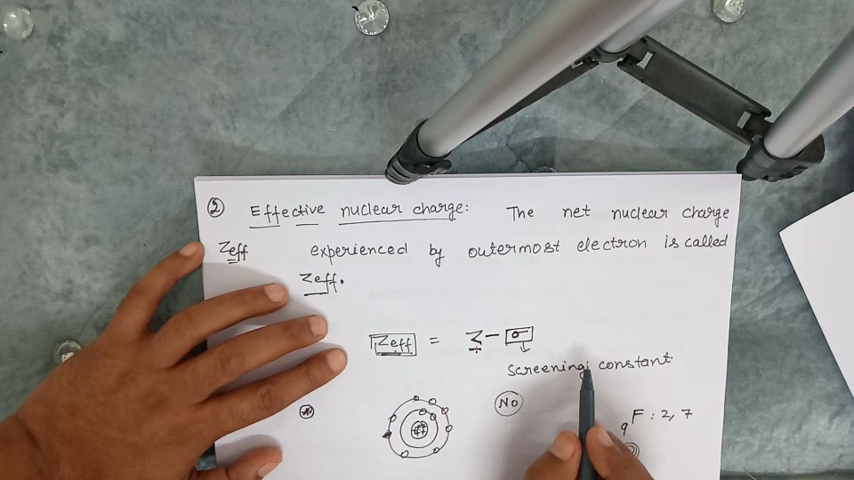 ② Effective nuclear charge: The net nuclear charge
Zeff experienced by outermost electron is called
Zeff.
Zeff = Z - σ
Screening constant
NO
9F : 2, 7